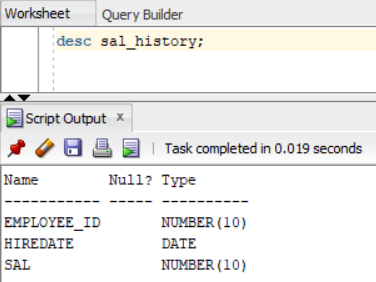 Worksheet Query Builder
desc sal_history;
Script Output x
Task completed in 0.019 seconds
Name Null? Type
----------- ----- ----------
EMPLOYEE_ID NUMBER(10)
HIREDATE DATE
SAL NUMBER(10)